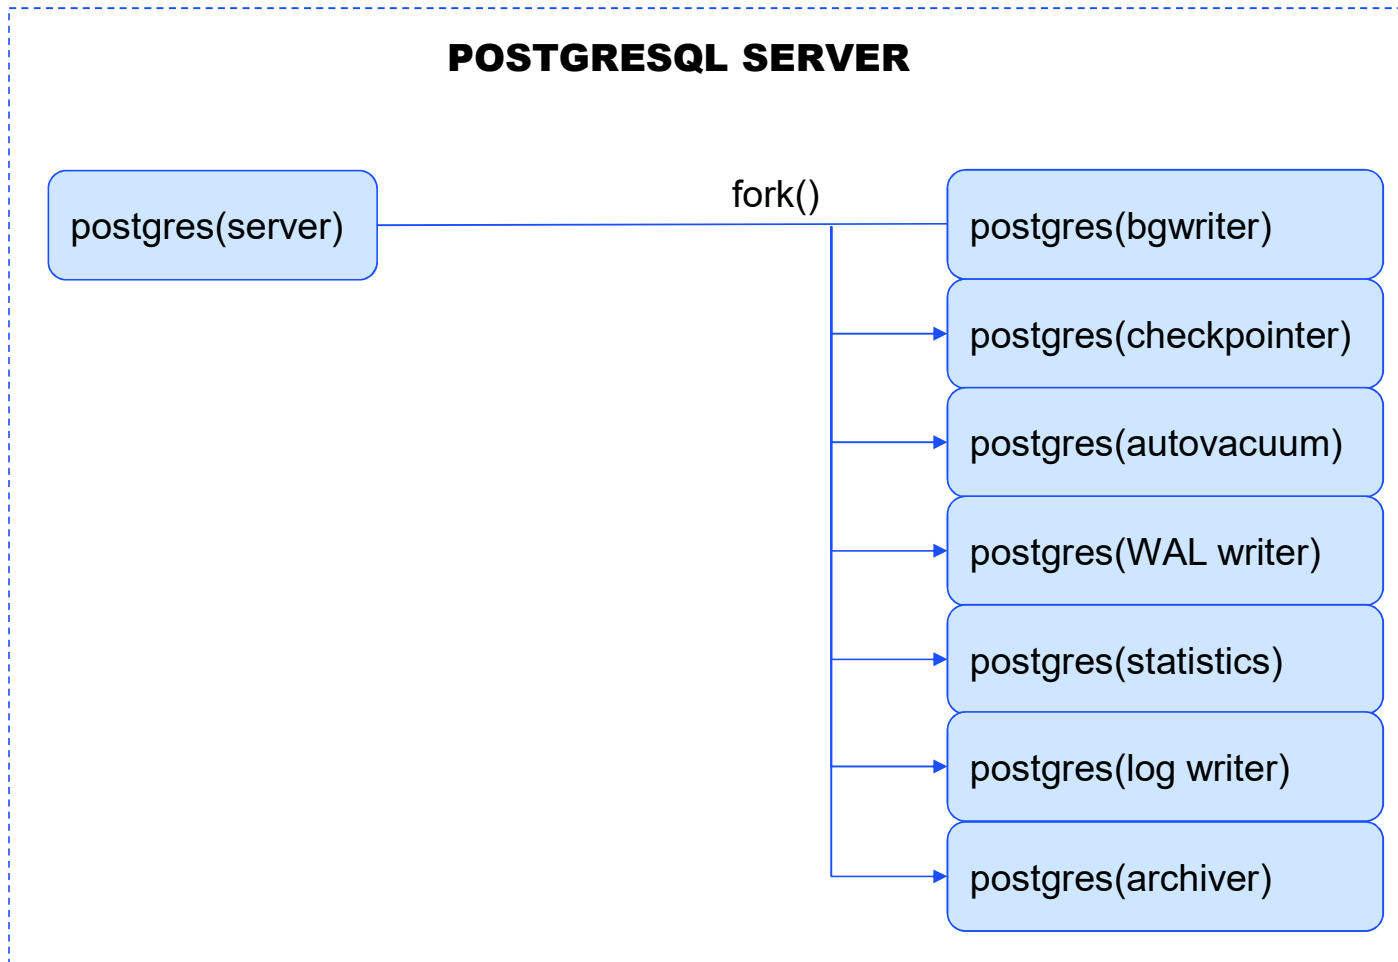 POSTGRESQL SERVER
fork()
postgres(server)
postgres(bgwriter)
postgres(checkpointer)
postgres(autovacuum)
postgres(WAL writer)
postgres(statistics)
postgres(log writer)
postgres(archiver)